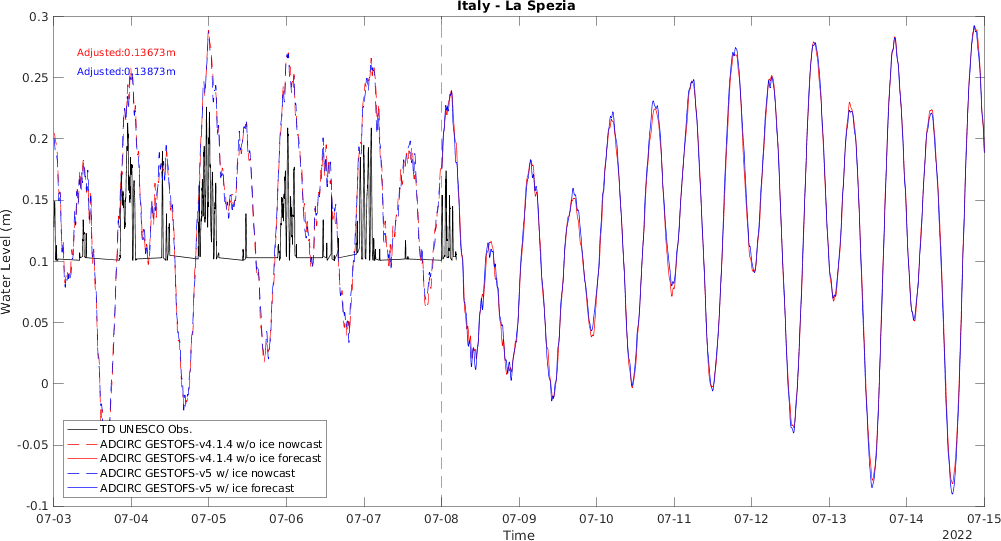 Italy - La Spezia
Adjusted:0.13673m
Adjusted:0.13873m
Water Level (m)
0.3
0.25
0.2
0.15
0.1
0.05
0
-0.05
-0.1
TD UNESCO Obs.
ADCIRC GESTOFS-v4.1.4 w/o ice nowcast
ADCIRC GESTOFS-v4.1.4 w/o ice forecast
ADCIRC GESTOFS-v5 w/ ice nowcast
ADCIRC GESTOFS-v5 w/ ice forecast
07-03 07-04 07-05 07-06 07-07 07-08 07-09 07-10 07-11 07-12 07-13 07-14 07-15
Time
2022